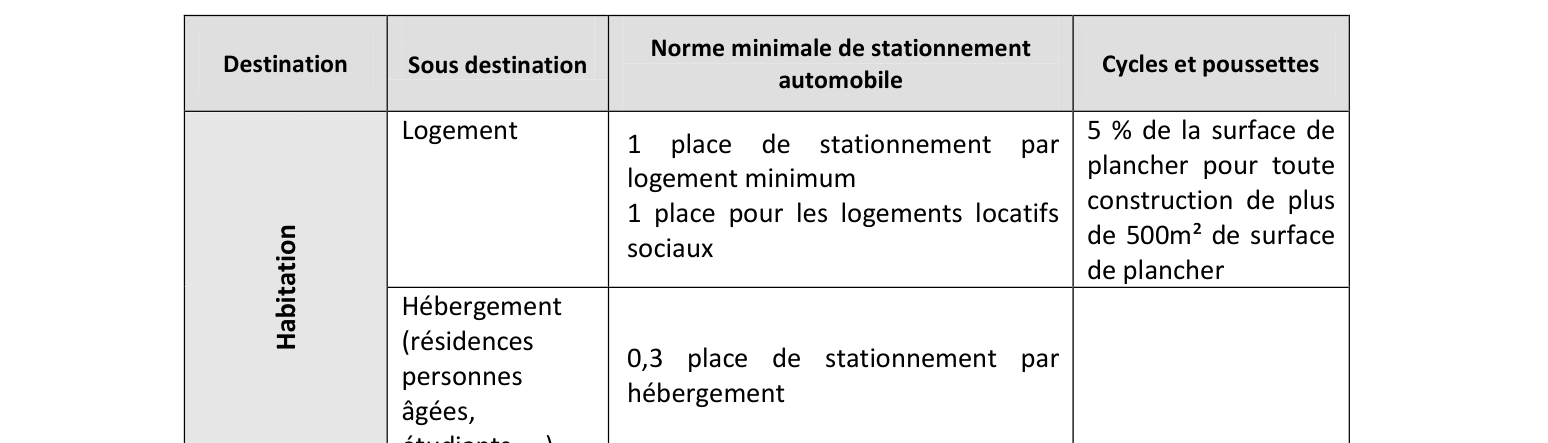 Destination
Sous destination
Norme minimale de stationnement
automobile
Cycles et poussettes
Habitation
Logement
1 place de stationnement par
logement minimum
1 place pour les logements locatifs
sociaux
5 % de la surface de
plancher pour toute
construction de plus
de 500m² de surface
de plancher
Hébergement
(résidences
personnes
âgées,
0,3 place de stationnement par
hébergement